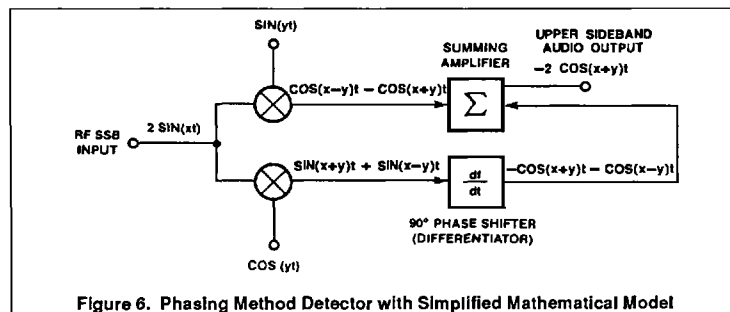 SIN(yt)
UPPER SIDEBAND
AUDIO OUTPUT
SUMMING
AMPLIFIER
−2 COS(x+y)t
COS(x−y)t − COS(x+y)t
Σ
2 SIN(xt)
RF SSB
INPUT
SIN(x+y)t + SIN(x−y)t
df
dt
−COS(x+y)t − COS(x−y)t
90° PHASE SHIFTER
(DIFFERENTIATOR)
COS (yt)
Figure 6. Phasing Method Detector with Simplified Mathematical Model